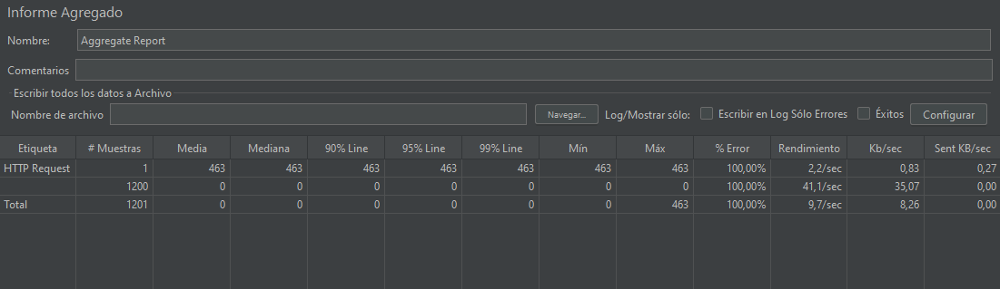 Informe Agregado
Nombre: Aggregate Report
Comentarios
Escribir todos los datos a Archivo
Nombre de archivo Navegar... Log/Mostrar sólo: Escribir en Log Sólo Errores Éxitos Configurar
Etiqueta # Muestras Media Mediana 90% Line 95% Line 99% Line Mín Máx % Error Rendimiento Kb/sec Sent KB/sec
HTTP Request 1 463 463 463 463 463 463 463 100,00% 2,2/sec 0,83 0,27
1200 0 0 0 0 0 0 0 100,00% 41,1/sec 35,07 0,00
Total 1201 0 0 0 0 0 0 463 100,00% 9,7/sec 8,26 0,00